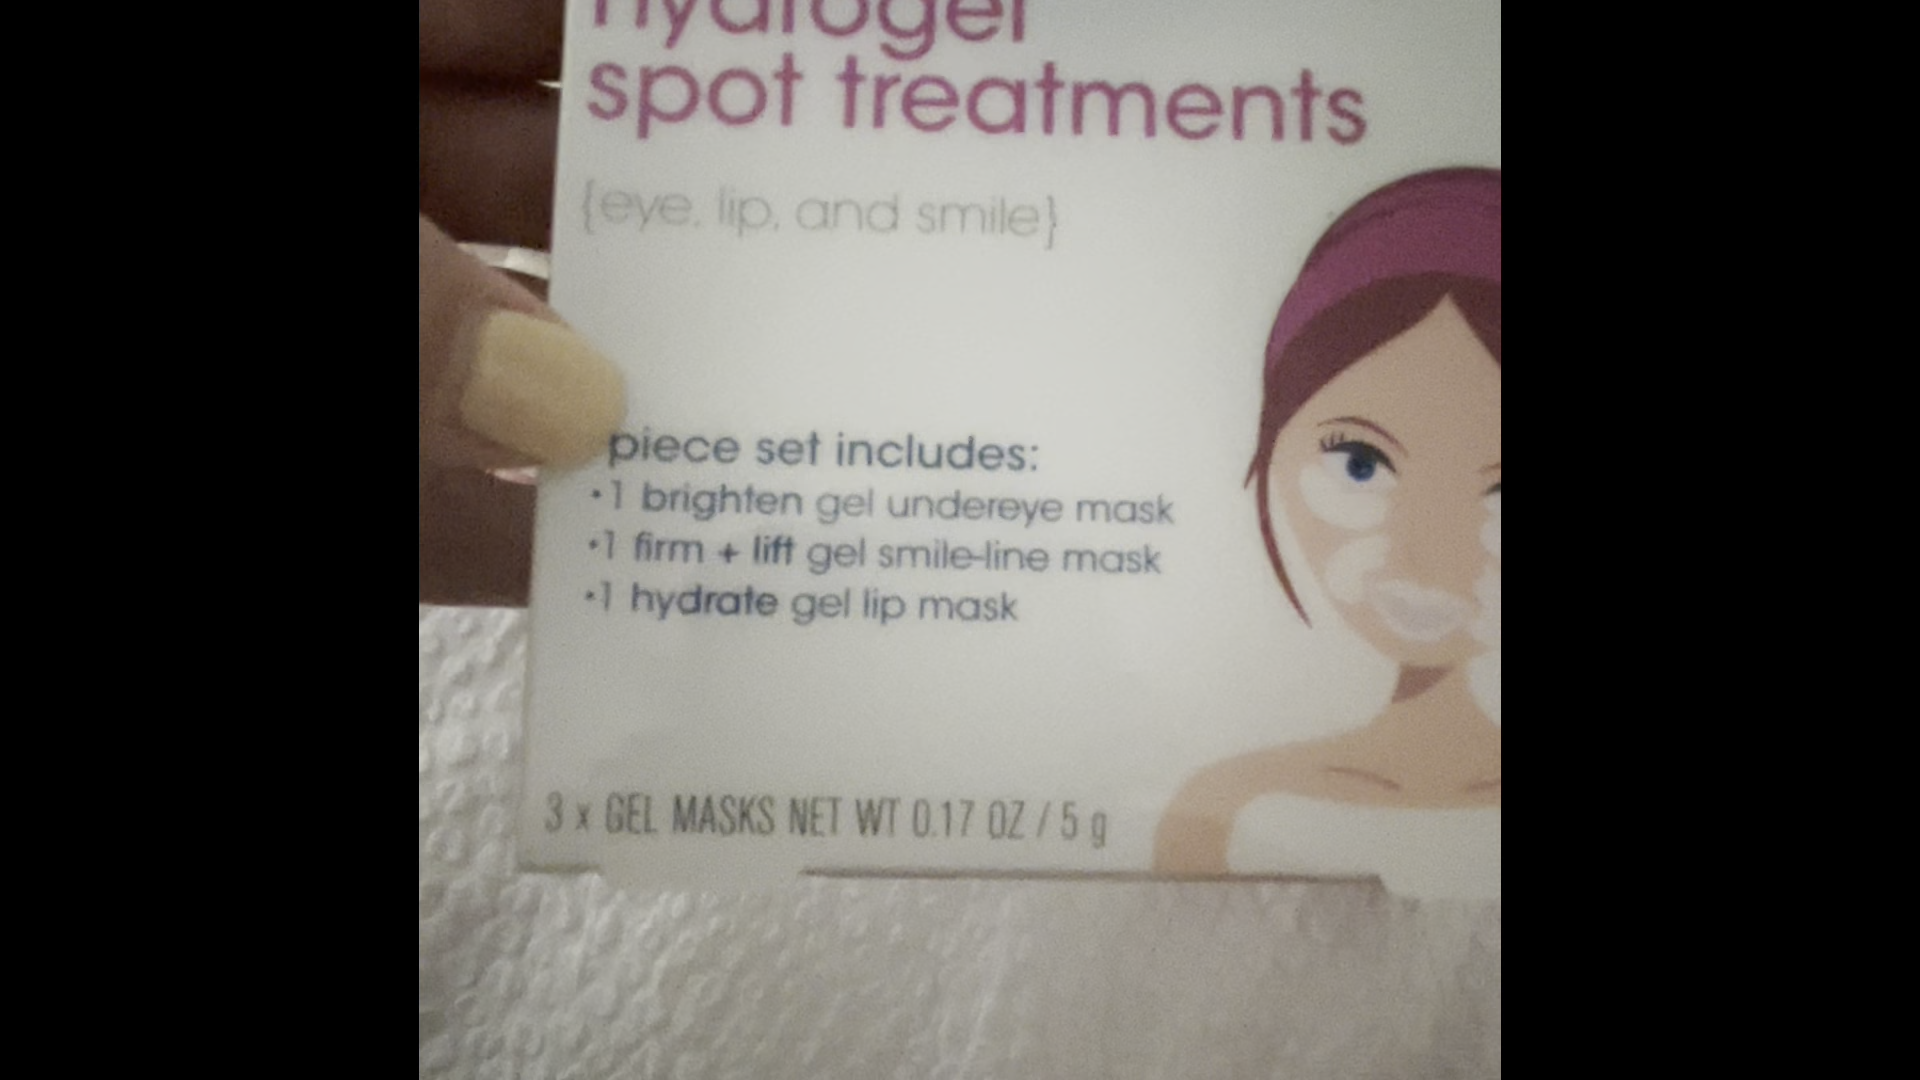 hydrogel
spot treatments
{eye, lip, and smile}
piece set includes:
•1 brighten gel undereye mask
•1 firm + lift gel smile-line mask
•1 hydrate gel lip mask
3 x GEL MASKS NET WT 0.17 OZ / 5 g